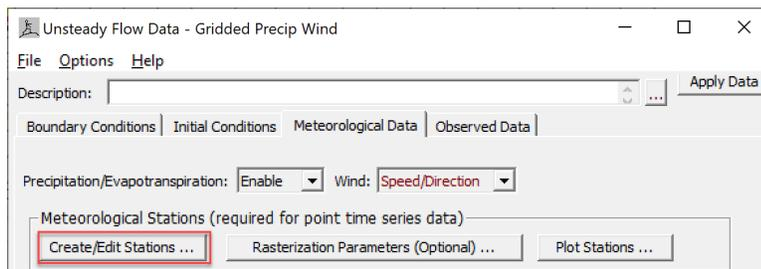 Unsteady Flow Data - Gridded Precip Wind
File Options Help
Description: ... Apply Data
Boundary Conditions Initial Conditions Meteorological Data Observed Data
Precipitation/Evapotranspiration: Enable Wind: Speed/Direction
Meteorological Stations (required for point time series data)
Create/Edit Stations ... Rasterization Parameters (Optional) ... Plot Stations ...